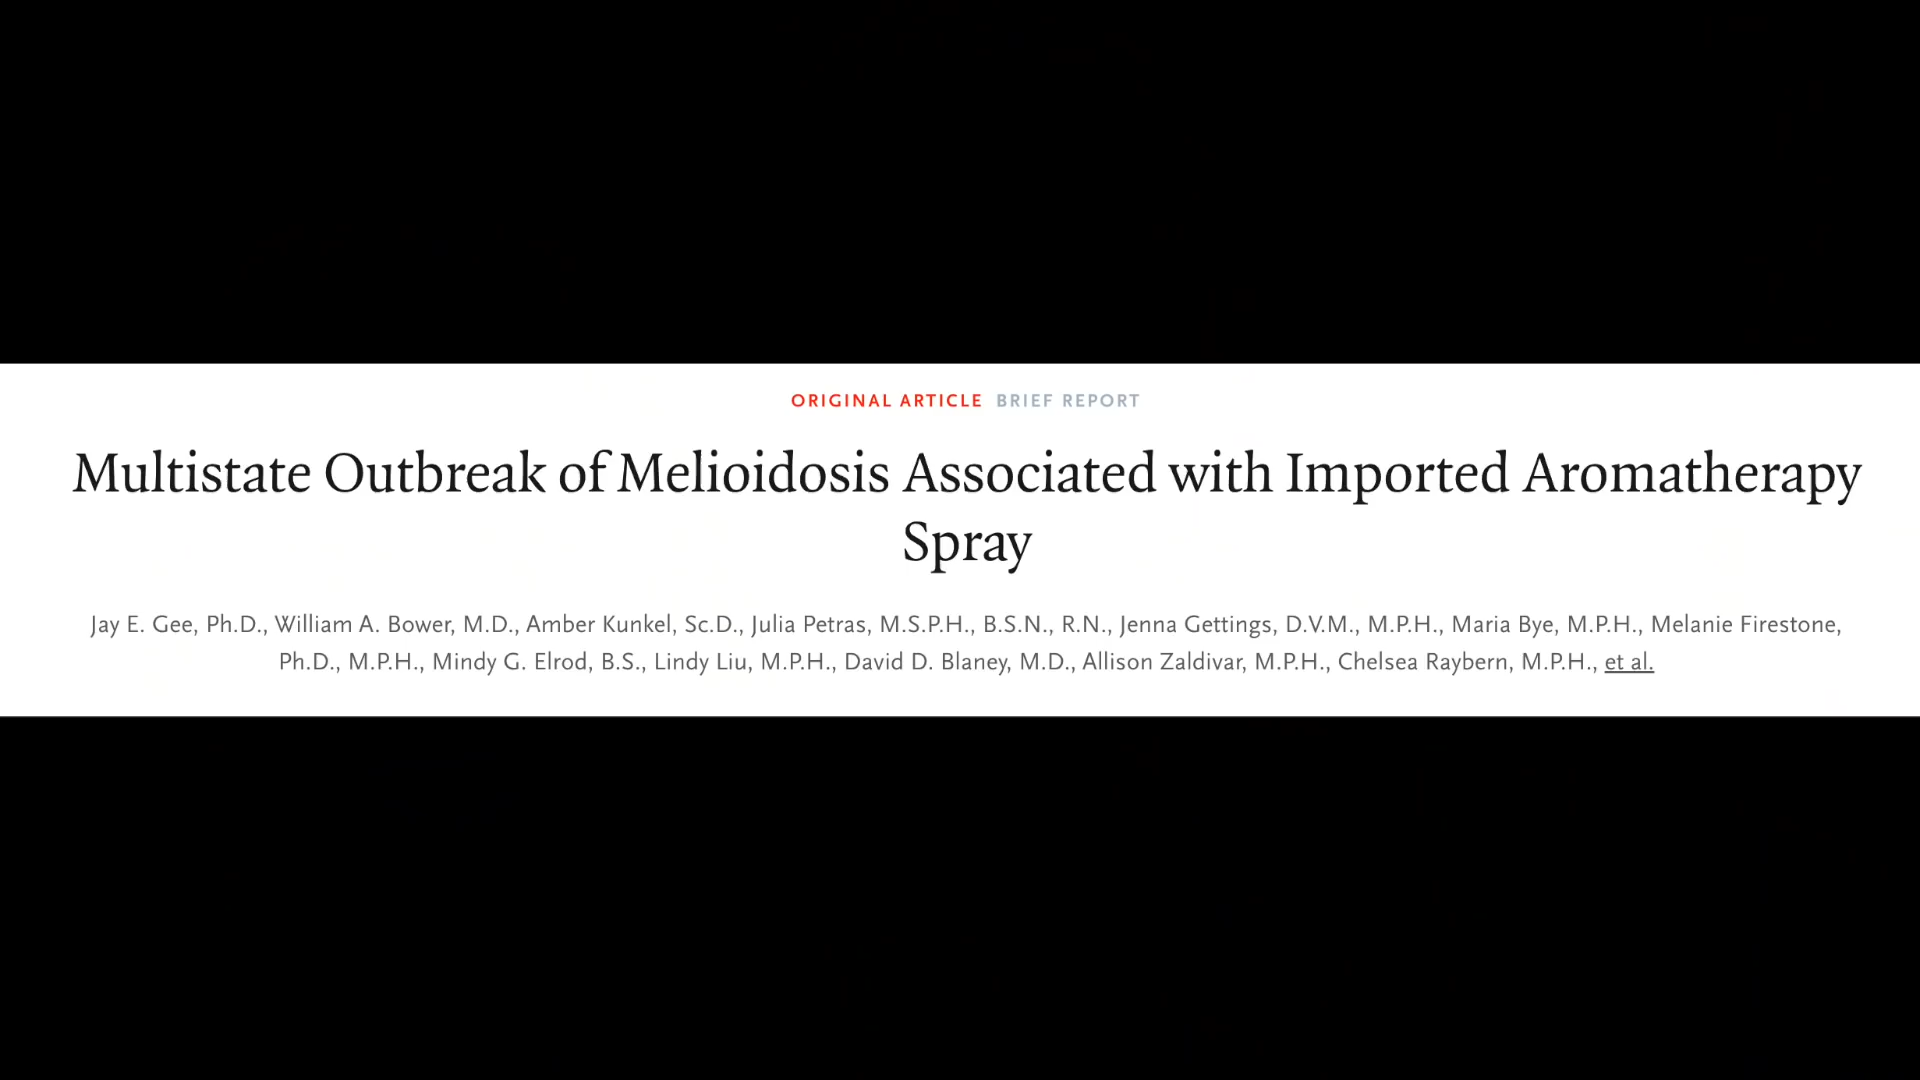 ORIGINAL ARTICLE BRIEF REPORT
Multistate Outbreak of Melioidosis Associated with Imported Aromatherapy
Spray
Jay E. Gee, Ph.D., William A. Bower, M.D., Amber Kunkel, Sc.D., Julia Petras, M.S.P.H., B.S.N., R.N., Jenna Gettings, D.V.M., M.P.H., Maria Bye, M.P.H., Melanie Firestone,
Ph.D., M.P.H., Mindy G. Elrod, B.S., Lindy Liu, M.P.H., David D. Blaney, M.D., Allison Zaldivar, M.P.H., Chelsea Raybern, M.P.H., et al.